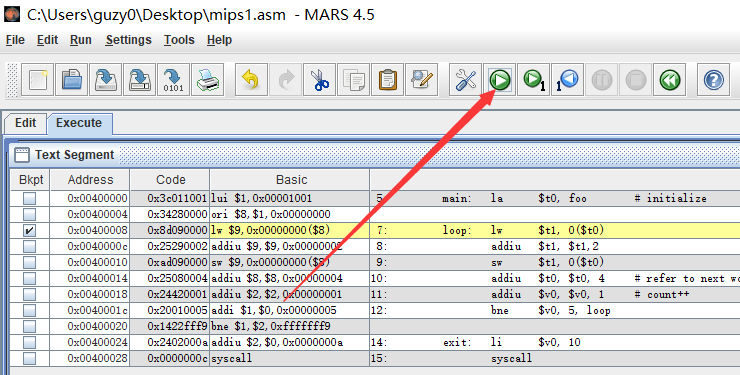 C:\Users\guzy0\Desktop\mips1.asm - MARS 4.5
File Edit Run Settings Tools Help
0101 1 1 ?
Edit Execute
Text Segment
Bkpt Address Code Basic
0x00400000 0x3c011001 lui $1,0x00001001 5: main: la $t0, foo # initialize
0x00400004 0x34280000 ori $8,$1,0x00000000
0x00400008 0x8d090000 lw $9,0x00000000($8) 7: loop: lw $t1, 0($t0)
0x0040000c 0x25290002 addiu $9,$9,0x00000002 8: addiu $t1, $t1,2
0x00400010 0xad090000 sw $9,0x00000000($8) 9: sw $t1, 0($t0)
0x00400014 0x25080004 addiu $8,$8,0x00000004 10: addiu $t0, $t0, 4 # refer to next wo
0x00400018 0x24420001 addiu $2,$2,0x00000001 11: addiu $v0, $v0, 1 # count++
0x0040001c 0x20010005 addi $1,$0,0x00000005 12: bne $v0, 5, loop
0x00400020 0x1422fff9 bne $1,$2,0xfffffff9
0x00400024 0x2402000a addiu $2,$0,0x0000000a 14: exit: li $v0, 10
0x00400028 0x0000000c syscall 15: syscall